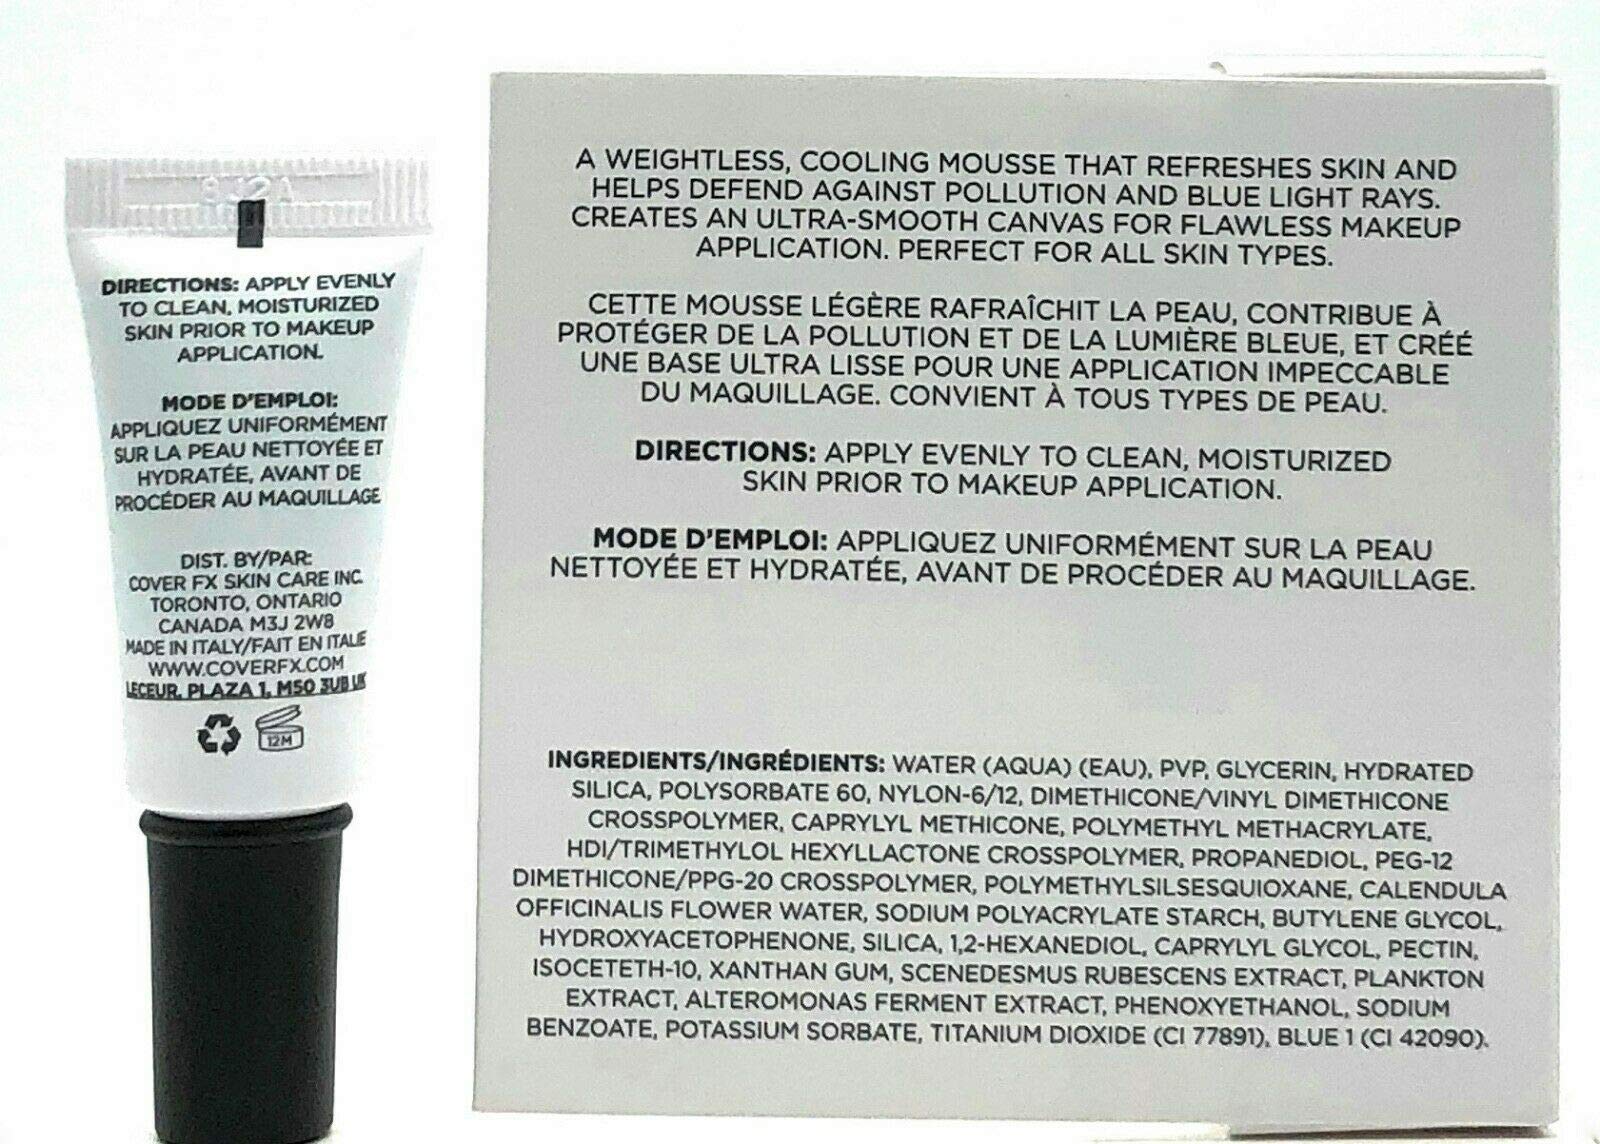 DIRECTIONS: APPLY EVENLY
TO CLEAN, MOISTURIZED
SKIN PRIOR TO MAKEUP
APPLICATION.
MODE D'EMPLOI:
APPLIQUEZ UNIFORMÉMENT
SUR LA PEAU NETTOYÉE ET
HYDRATÉE, AVANT DE
PROCÉDER AU MAQUILLAGE
DIST. BY/PAR:
COVER FX SKIN CARE INC.
TORONTO, ONTARIO
CANADA M3J 2W8
MADE IN ITALY/FAIT EN ITALIE
WWW.COVERFX.COM
LECEUR, PLAZA 1, M50 3UB UK
12M
A WEIGHTLESS, COOLING MOUSSE THAT REFRESHES SKIN AND
HELPS DEFEND AGAINST POLLUTION AND BLUE LIGHT RAYS.
CREATES AN ULTRA-SMOOTH CANVAS FOR FLAWLESS MAKEUP
APPLICATION. PERFECT FOR ALL SKIN TYPES.
CETTE MOUSSE LÉGÈRE RAFRAÎCHIT LA PEAU, CONTRIBUE À
PROTÉGER DE LA POLLUTION ET DE LA LUMIÈRE BLEUE, ET CRÉÉ
UNE BASE ULTRA LISSE POUR UNE APPLICATION IMPECCABLE
DU MAQUILLAGE. CONVIENT À TOUS TYPES DE PEAU.
DIRECTIONS: APPLY EVENLY TO CLEAN, MOISTURIZED
SKIN PRIOR TO MAKEUP APPLICATION.
MODE D'EMPLOI: APPLIQUEZ UNIFORMÉMENT SUR LA PEAU
NETTOYÉE ET HYDRATÉE, AVANT DE PROCÉDER AU MAQUILLAGE.
INGREDIENTS/INGRÉDIENTS: WATER (AQUA) (EAU), PVP, GLYCERIN, HYDRATED
SILICA, POLYSORBATE 60, NYLON-6/12, DIMETHICONE/VINYL DIMETHICONE
CROSSPOLYMER, CAPRYLYL METHICONE, POLYMETHYL METHACRYLATE,
HDI/TRIMETHYLOL HEXYLLACTONE CROSSPOLYMER, PROPANEDIOL, PEG-12
DIMETHICONE/PPG-20 CROSSPOLYMER, POLYMETHYLSILSESQUIOXANE, CALENDULA
OFFICINALIS FLOWER WATER, SODIUM POLYACRYLATE STARCH, BUTYLENE GLYCOL,
HYDROXYACETOPHENONE, SILICA, 1,2-HEXANEDIOL, CAPRYLYL GLYCOL, PECTIN,
ISOCETETH-10, XANTHAN GUM, SCENEDESMUS RUBESCENS EXTRACT, PLANKTON
EXTRACT, ALTEROMONAS FERMENT EXTRACT, PHENOXYETHANOL, SODIUM
BENZOATE, POTASSIUM SORBATE, TITANIUM DIOXIDE (CI 77891), BLUE 1 (CI 42090).